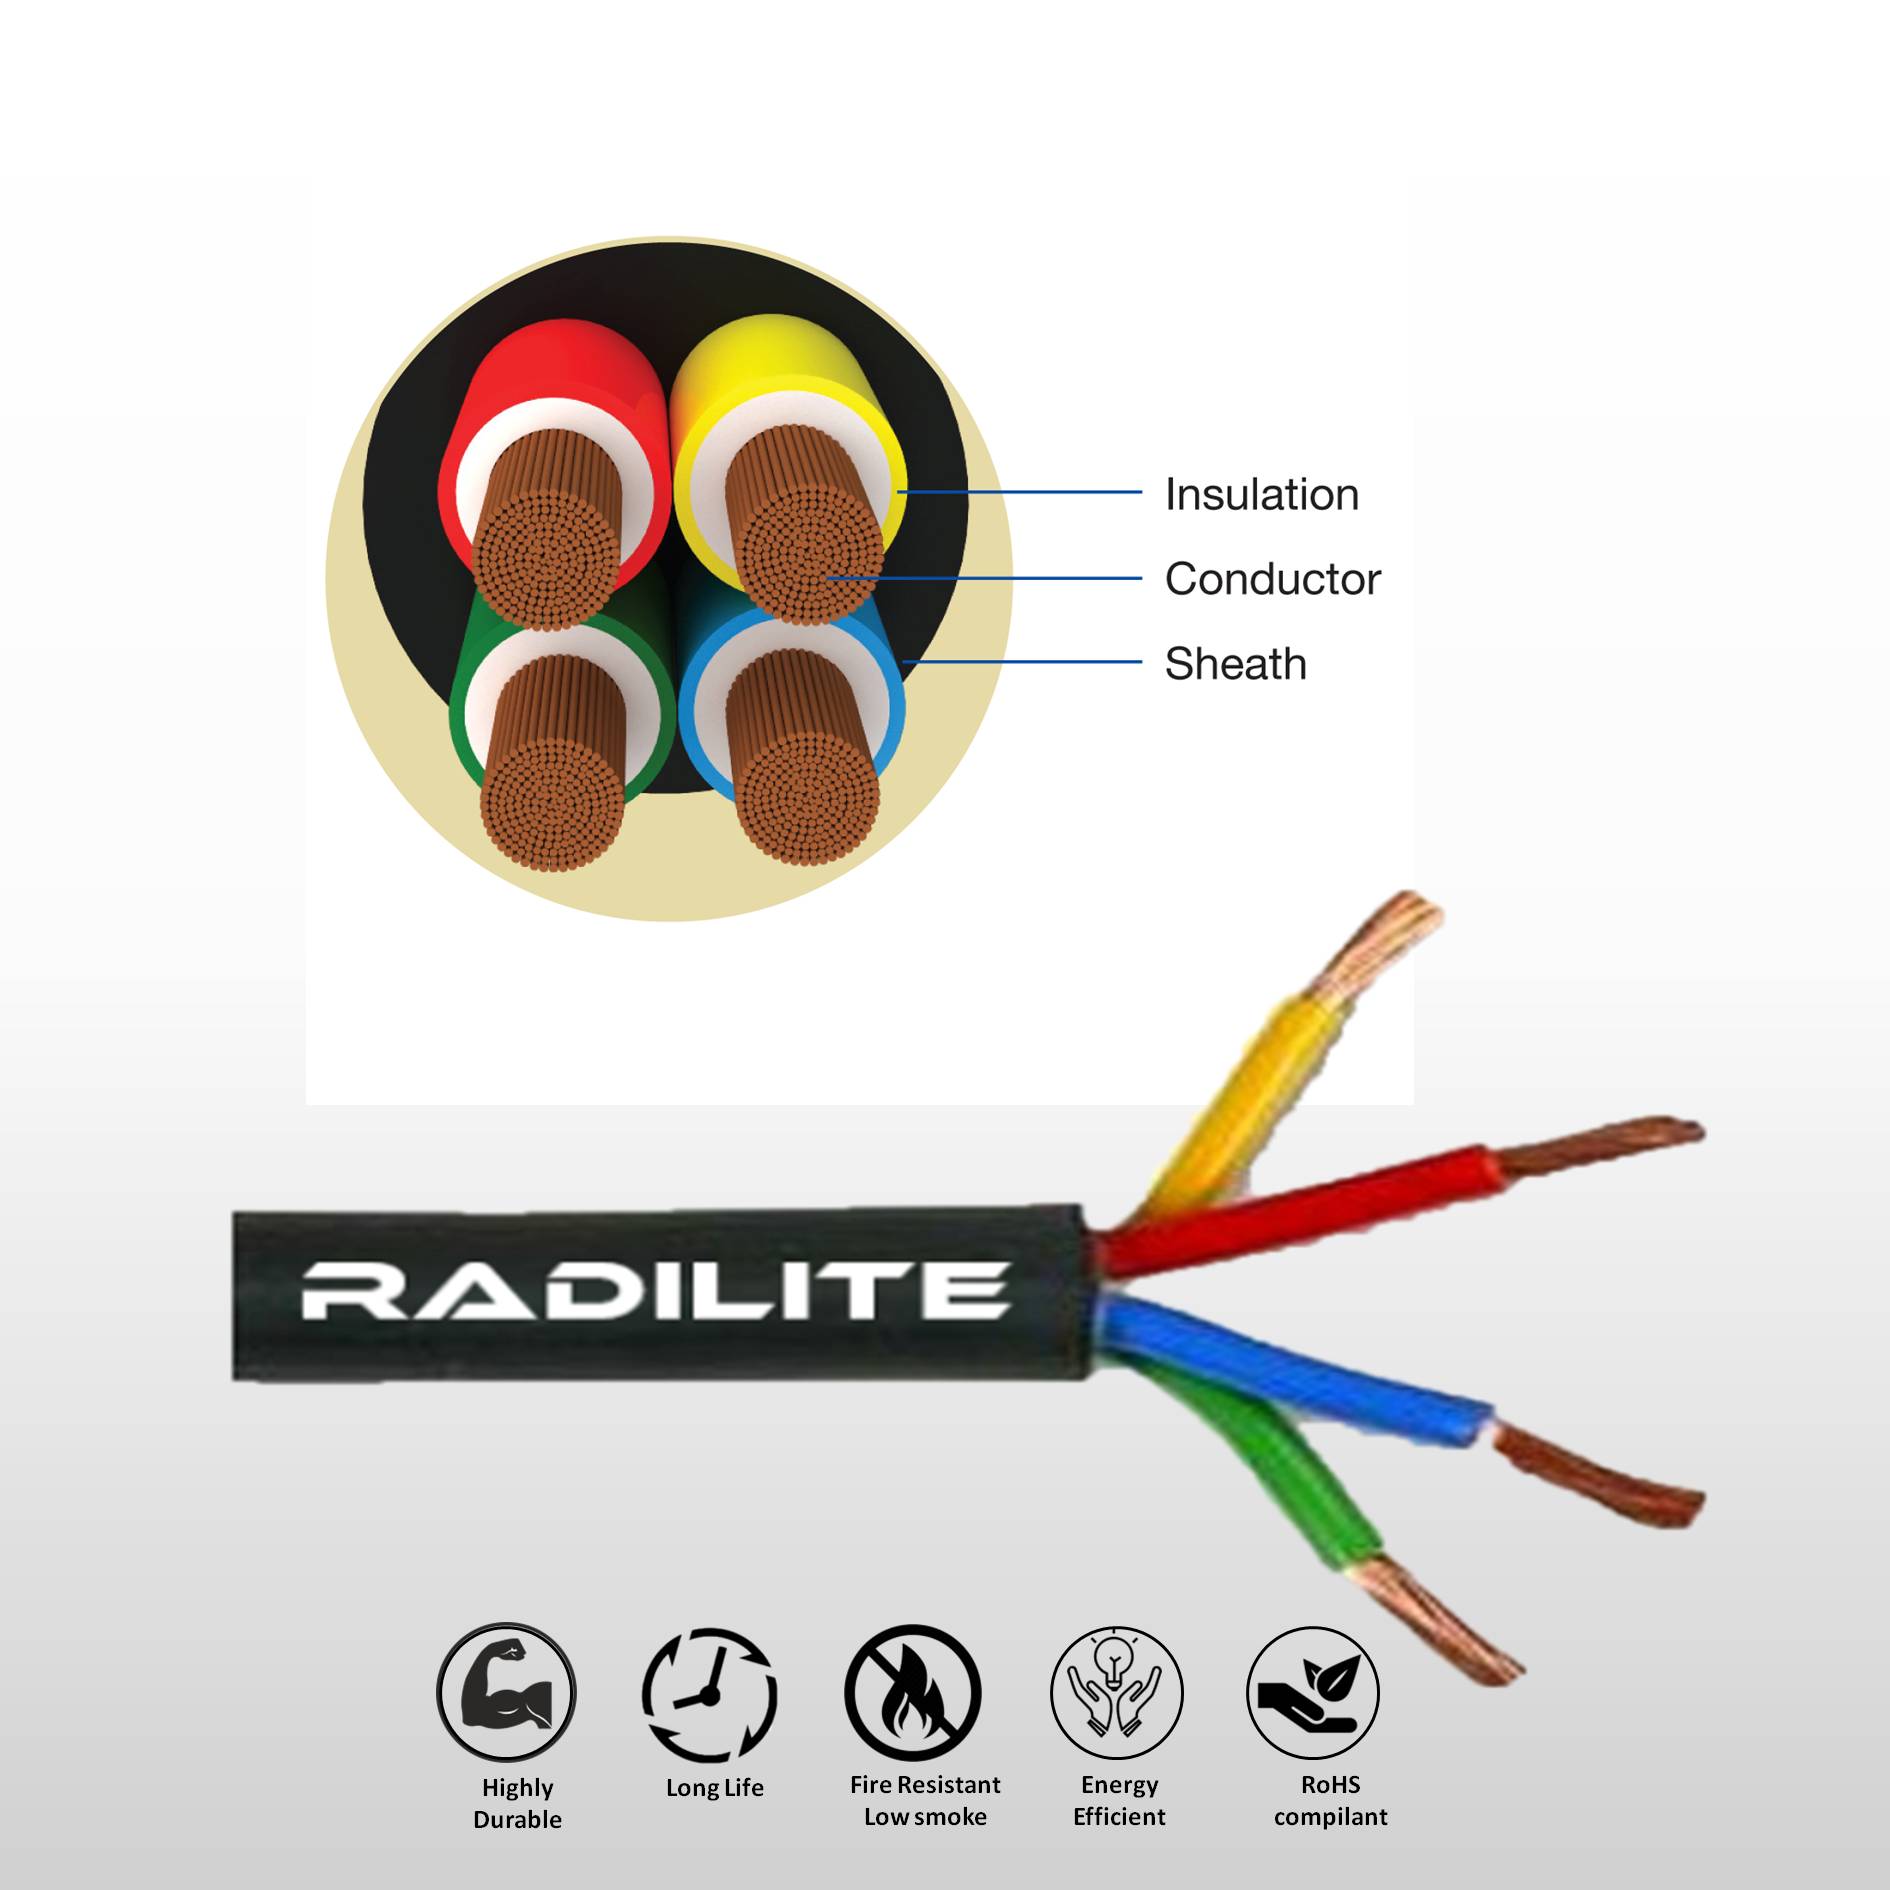 Insulation
Conductor
Sheath
RADILITE
Highly
Durable
Long Life
Fire Resistant
Low smoke
Energy
Efficient
RoHS
compilant